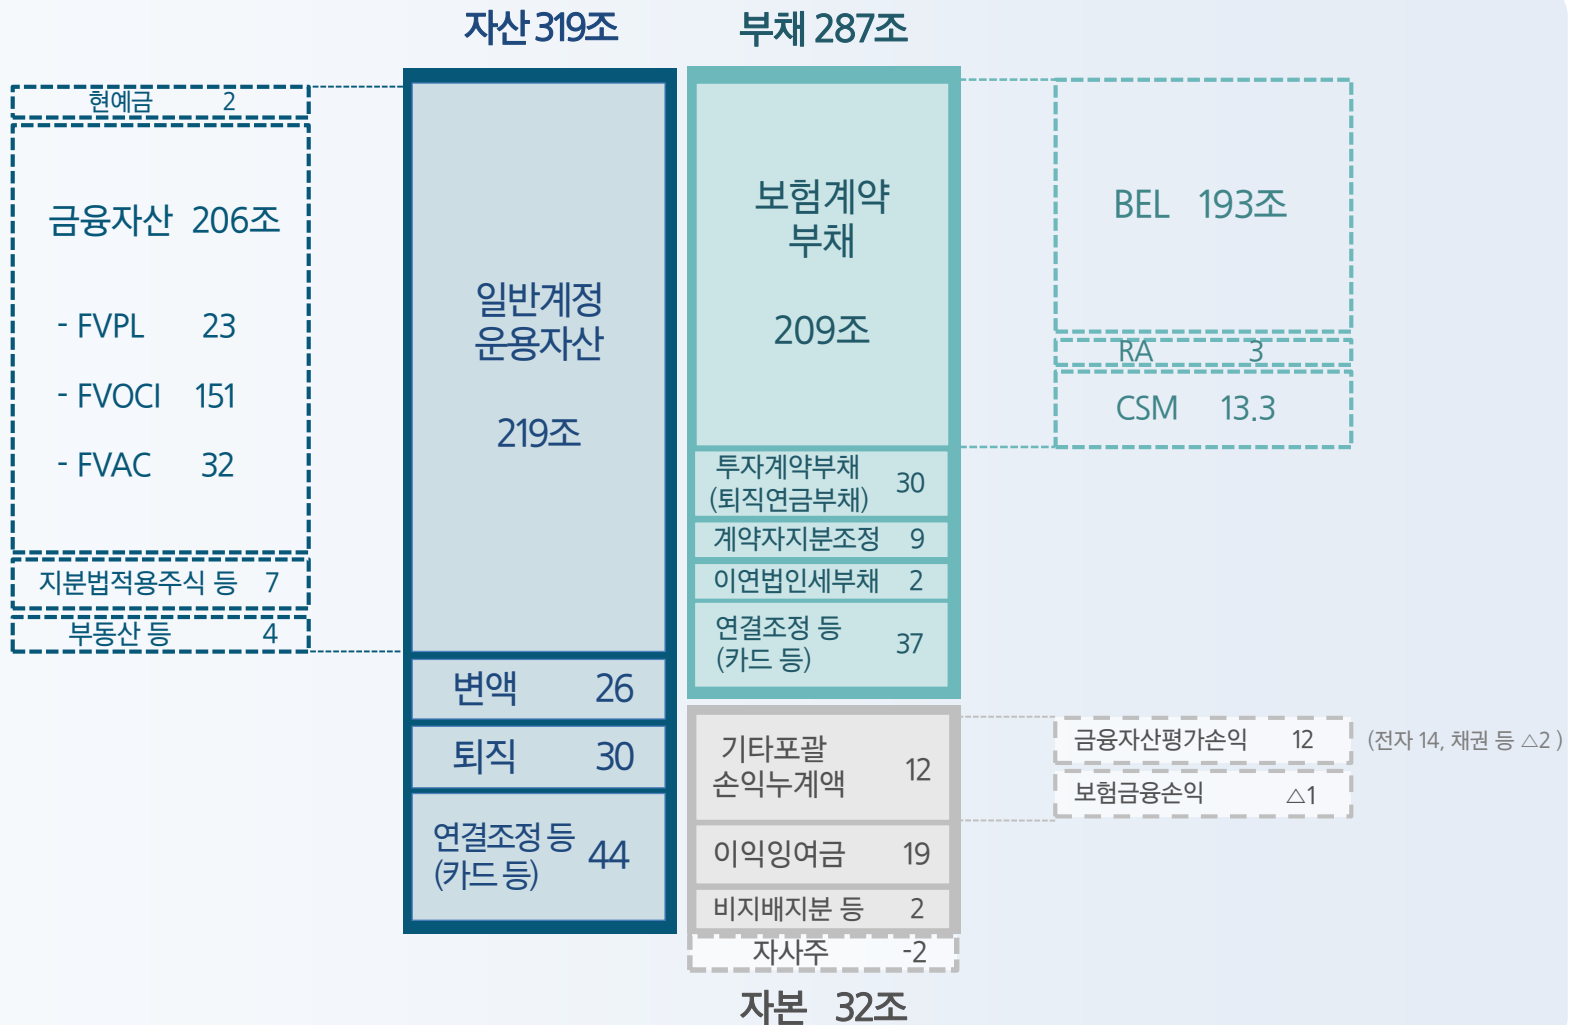 자산 319조
부채 287조
현예금 2
금융자산 206조
- FVPL 23
- FVOCI 151
- FVAC 32
지분법적용주식 등 7
부동산 등 4
일반계정
운용자산
219조
변액 26
퇴직 30
연결조정 등
(카드 등)
44
보험계약
부채
209조
투자계약부채
(퇴직연금부채)
30
계약자지분조정 9
이연법인세부채 2
연결조정 등
(카드 등)
37
BEL 193조
RA 3
CSM 13.3
기타포괄
손익누계액
12
이익잉여금 19
비지배지분 등 2
자사주 -2
금융자산평가손익 12
(전자 14, 채권 등 △2 )
보험금융손익 △1
자본 32조